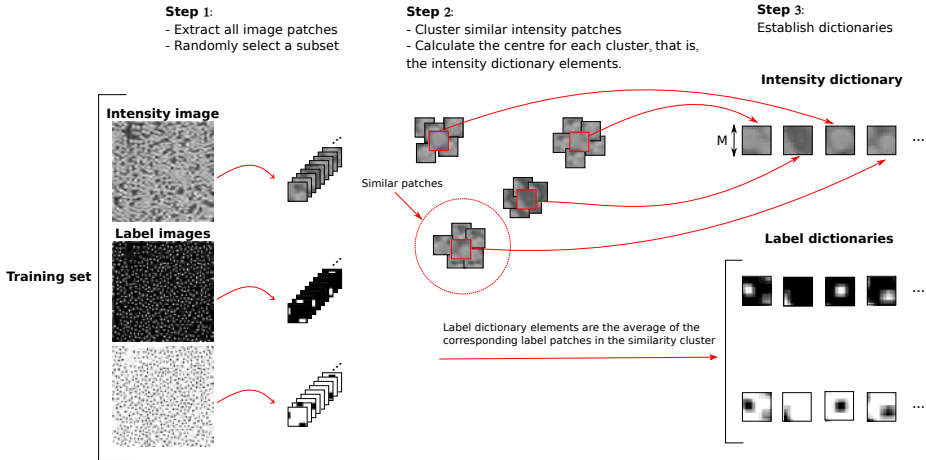 Step 1:
- Extract all image patches
- Randomly select a subset
Step 2:
- Cluster similar intensity patches
- Calculate the centre for each cluster, that is,
the intensity dictionary elements.
Step 3:
Establish dictionaries
Intensity dictionary
Training set
Intensity image
Label images
Similar patches
M
...
Label dictionaries
...
Label dictionary elements are the average of the
corresponding label patches in the similarity cluster
...